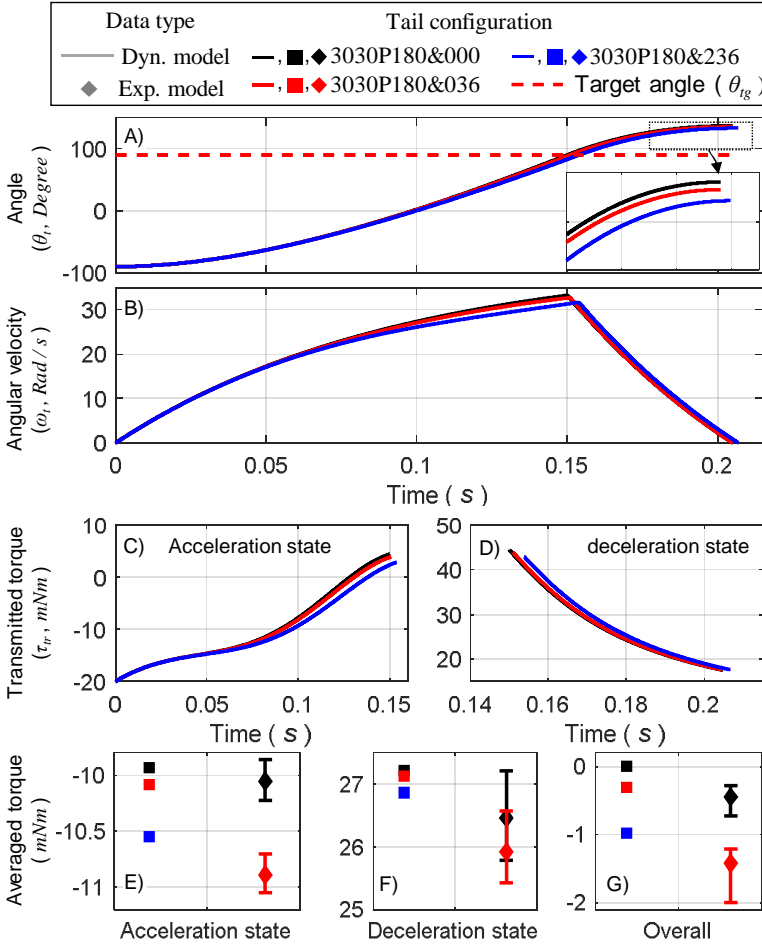 Data type Tail configuration
Dyn. model , ■, ◆ 3030P180&000 , ■, ◆ 3030P180&236
Exp. model , ■, ◆ 3030P180&036 Target angle ( θtg )
A)
Angle
(θt, Degree)
100
0
-100
B)
Angular velocity
(ωt, Rad / s)
30
20
10
0
0 0.05 0.1 0.15 0.2
Time ( s )
C) Acceleration state
Transmitted torque
(τtr , mNm)
10
0
-10
-20
0 0.05 0.1 0.15
Time ( s )
D) deceleration state
50
40
30
20
0.14 0.16 0.18 0.2 0.22
Time ( s )
Averaged torque
( mNm)
-10
-10.5
-11
E)
Acceleration state
27
26
25
F)
Deceleration state
0
-1
-2
G)
Overall